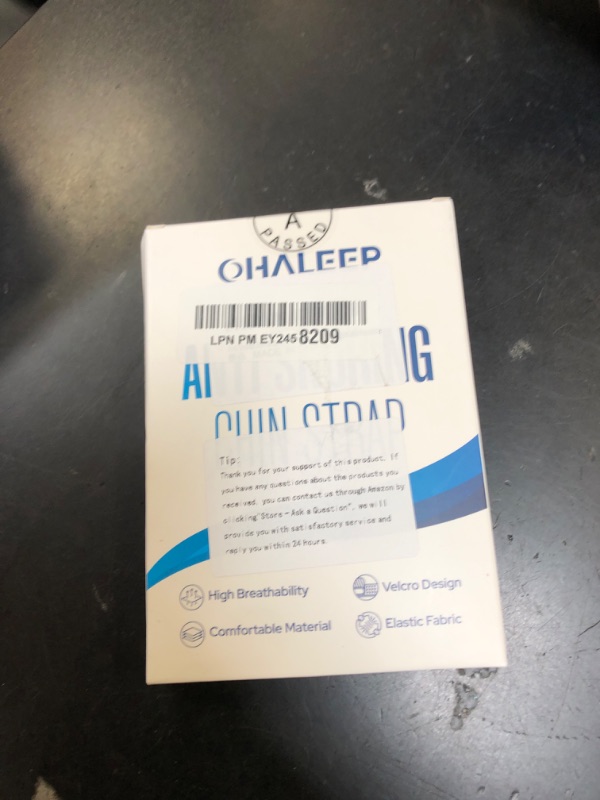 A
PASSED
OHALEEP
LPN PM EY2458209
CHIN STRAP
Tip:
Thank you for your support of this product. If
you have any questions about the products you
received, you can contact us through Amazon by
clicking"Store - Ask a Question", we will
provide you with satisfactory service and
reply you within 24 hours.
High Breathability
Velcro Design
Comfortable Material
Elastic Fabric